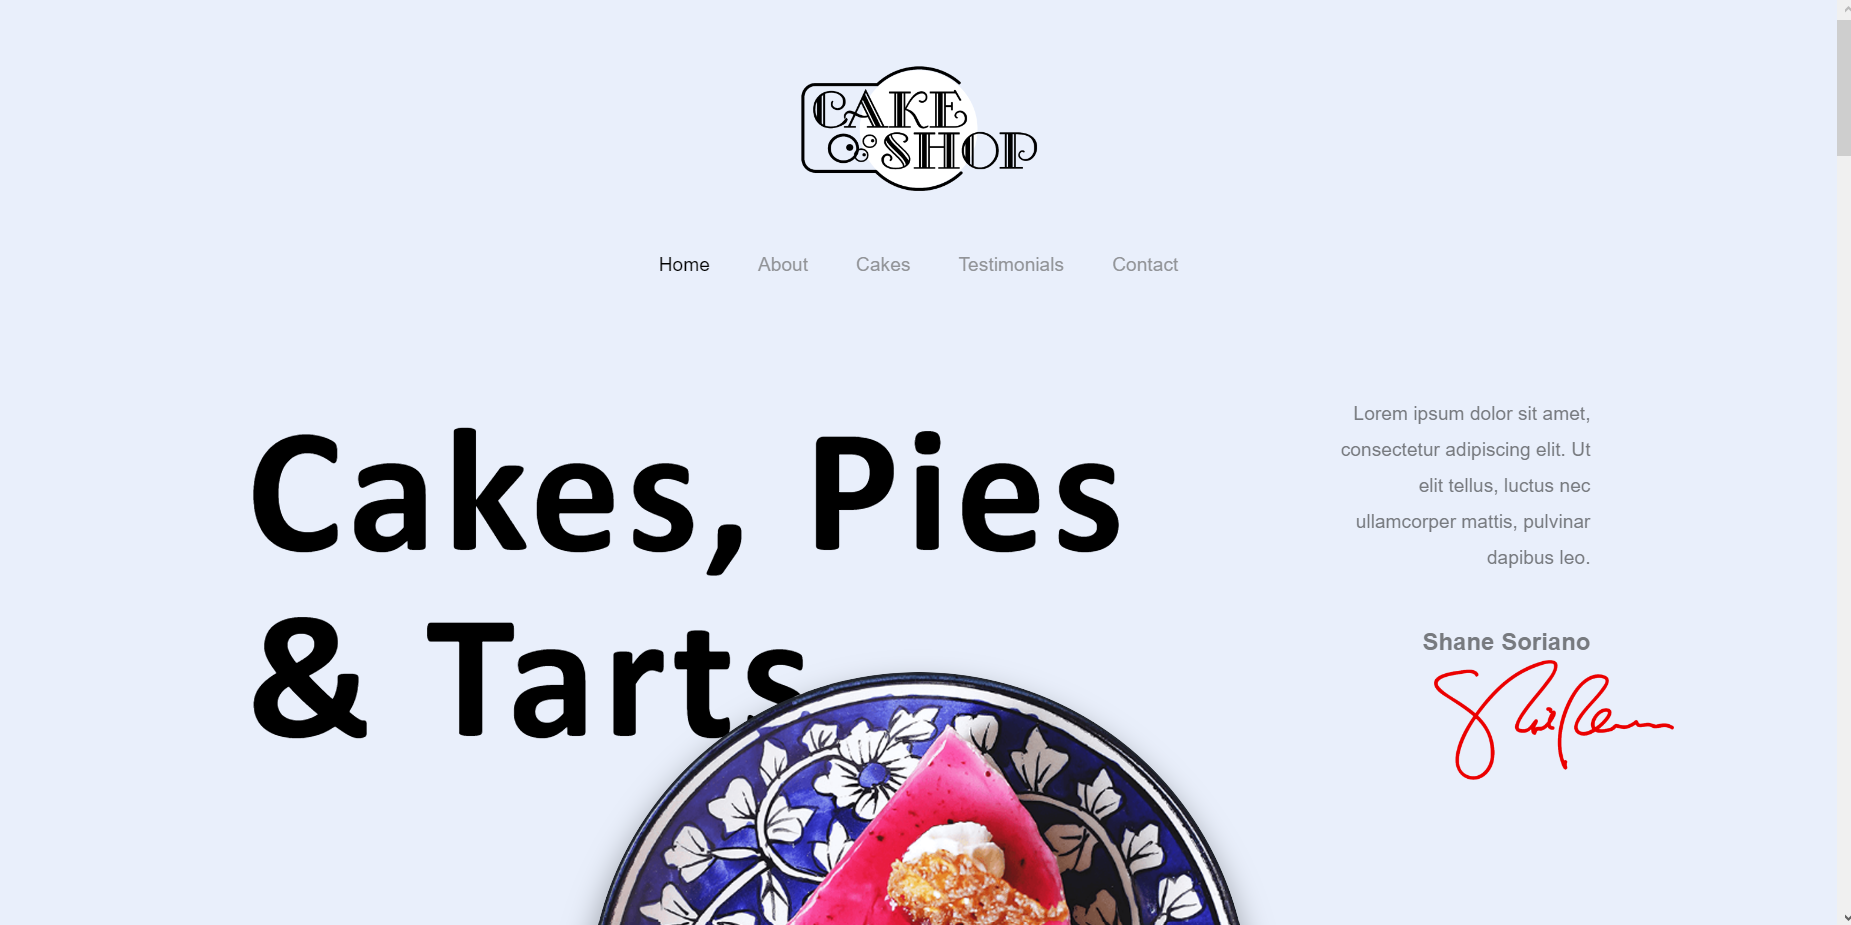 CAKE
SHOP
Home About Cakes Testimonials Contact
Cakes, Pies
& Tarts
Lorem ipsum dolor sit amet,
consectetur adipiscing elit. Ut
elit tellus, luctus nec
ullamcorper mattis, pulvinar
dapibus leo.
Shane Soriano